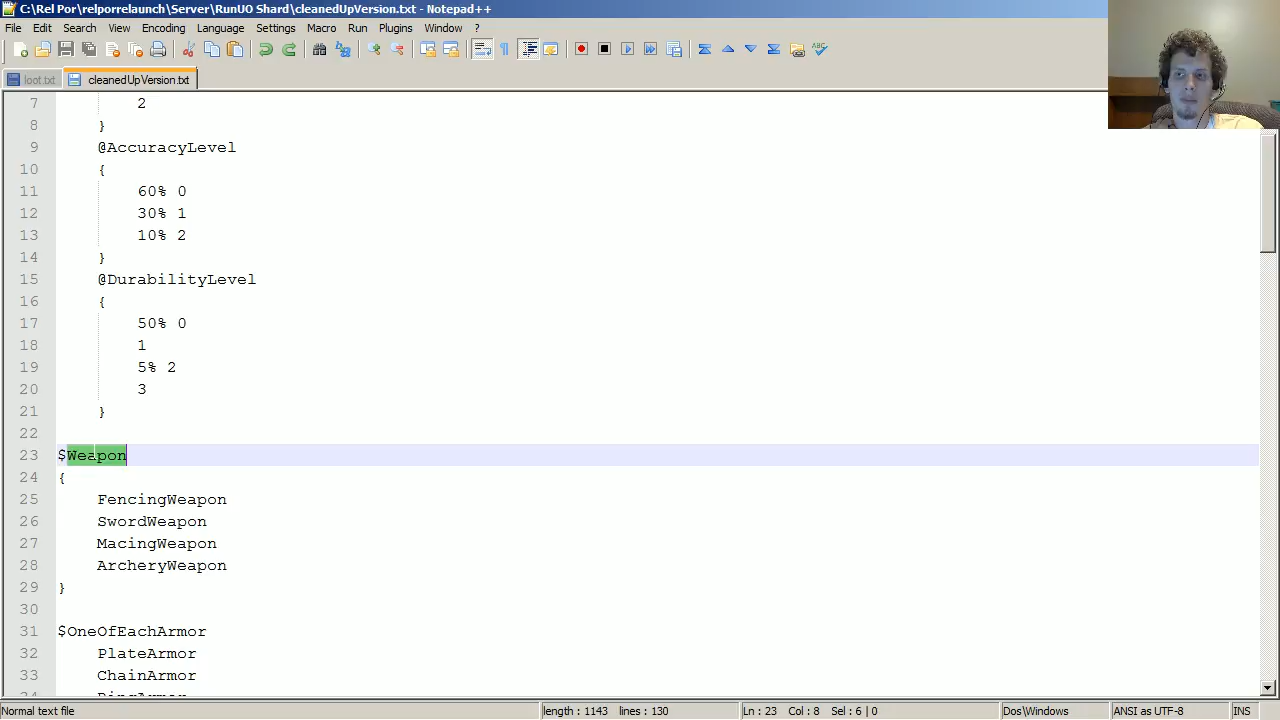 C:\Rel Por\relporrelaunch\Server\RunUO Shard\cleanedUpVersion.txt - Notepad++
File Edit Search View Encoding Language Settings Macro Run Plugins Window ?
loot.txt cleanedUpVersion.txt
7 2
8 }
9 @AccuracyLevel
10 {
11 60% 0
12 30% 1
13 10% 2
14 }
15 @DurabilityLevel
16 {
17 50% 0
18 1
19 5% 2
20 3
21 }
22
23 $Weapon
24 {
25 FencingWeapon
26 SwordWeapon
27 MacingWeapon
28 ArcheryWeapon
29 }
30
31 $OneOfEachArmor
32 PlateArmor
33 ChainArmor
34 RingArmor
Normal text file length : 1143 lines : 130 Ln : 23 Col : 8 Sel : 6 | 0 Dos\Windows ANSI as UTF-8 INS